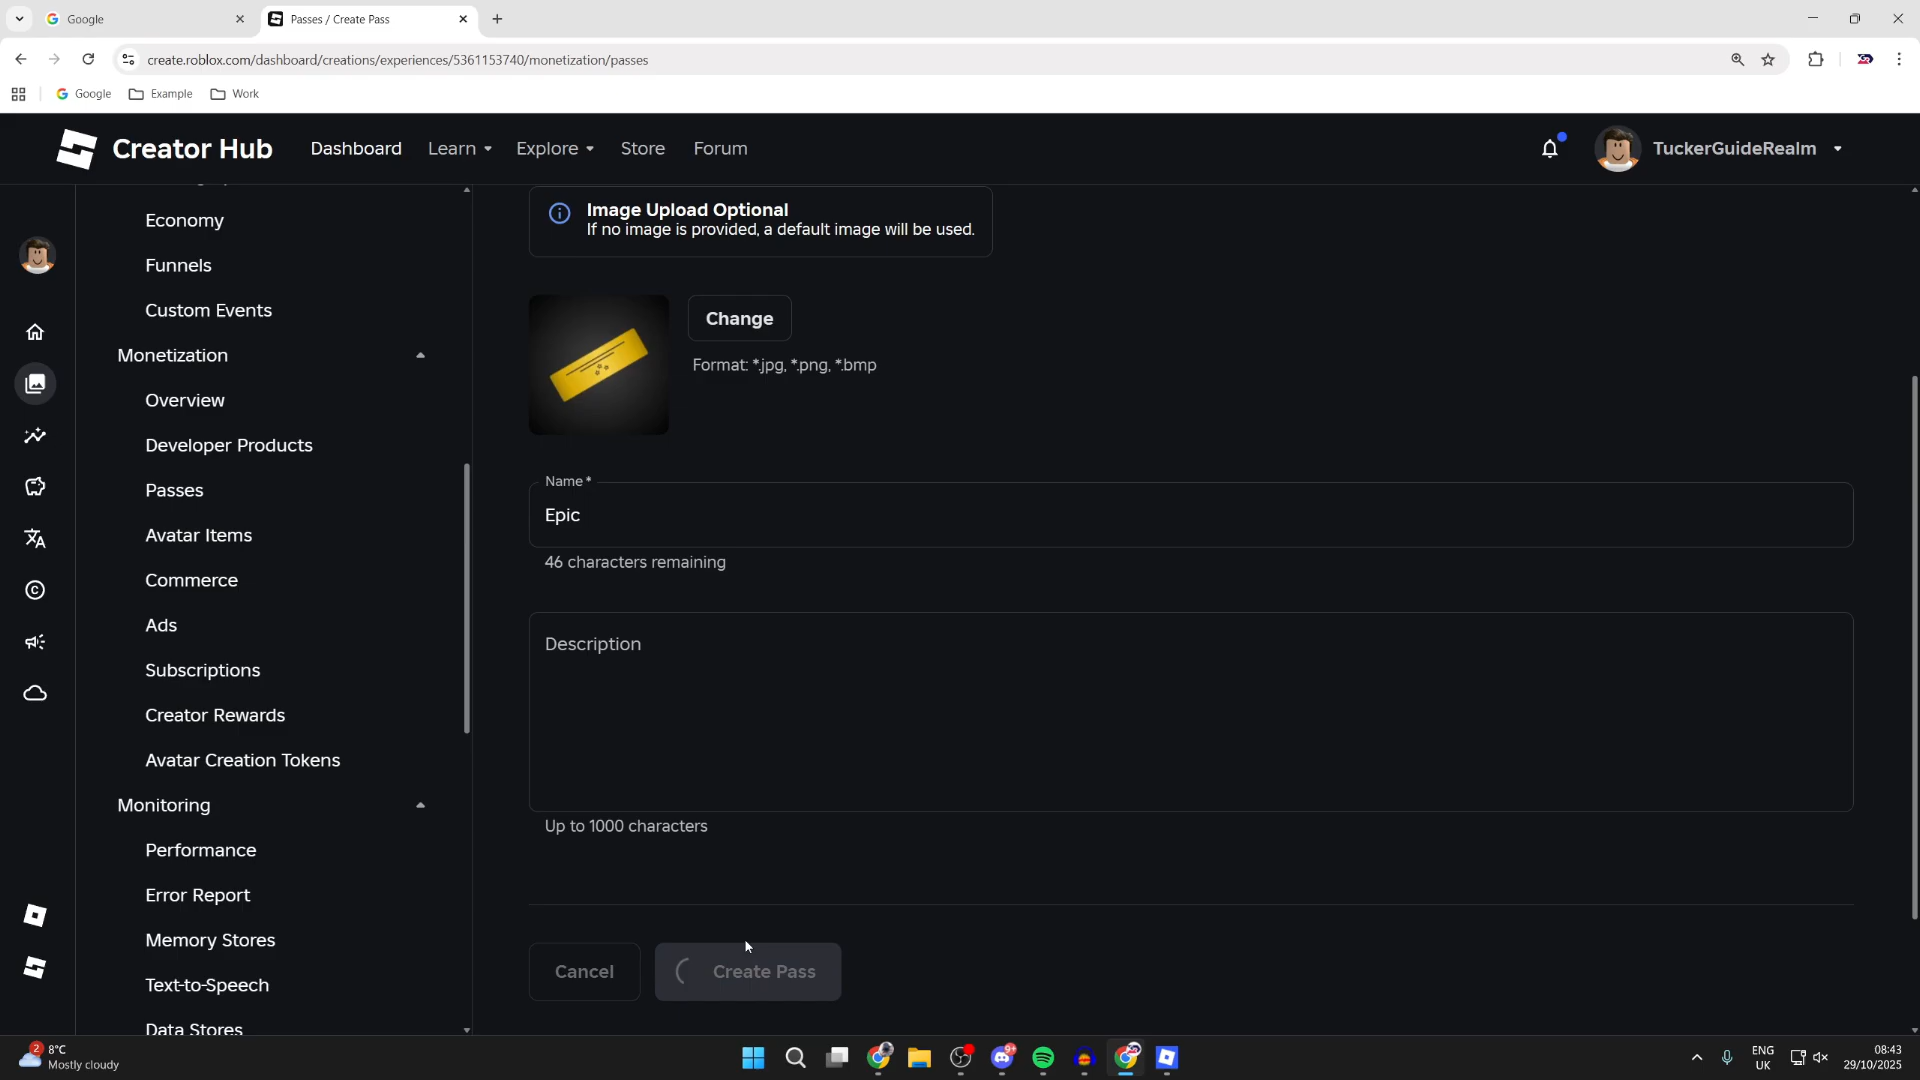 Google
Passes / Create Pass
create.roblox.com/dashboard/creations/experiences/5361153740/monetization/passes
Google
Example
Work
Creator Hub
Dashboard
Learn
Explore
Store
Forum
TuckerGuideRealm
Economy
Funnels
Custom Events
Monetization
Overview
Developer Products
Passes
Avatar Items
Commerce
Ads
Subscriptions
Creator Rewards
Avatar Creation Tokens
Monitoring
Performance
Error Report
Memory Stores
Text-to-Speech
Data Stores
Image Upload Optional
If no image is provided, a default image will be used.
Change
Format: *.jpg, *.png, *.bmp
Name*
Epic
46 characters remaining
Description
Up to 1000 characters
Cancel
Create Pass
2
8°C
Mostly cloudy
9+
ENG
UK
08:43
29/10/2025